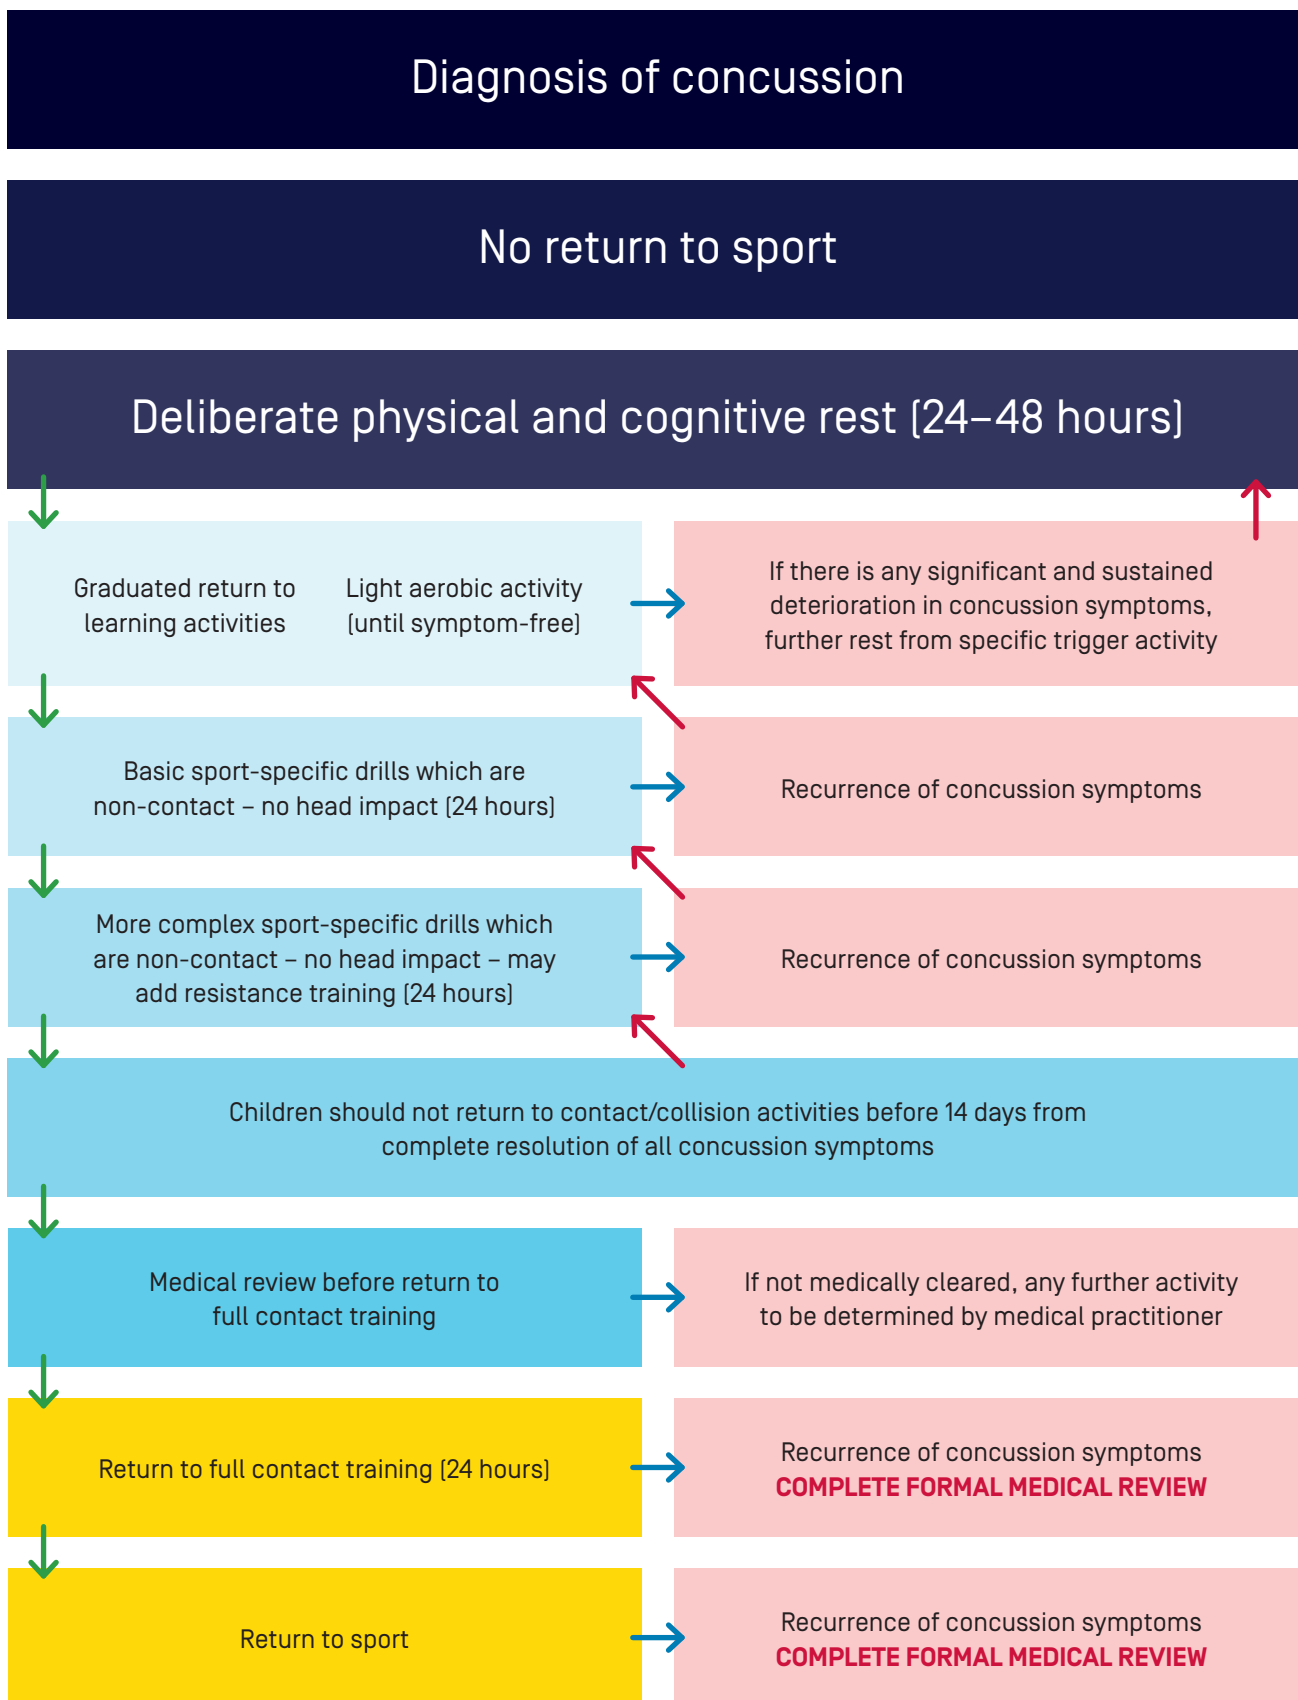 Diagnosis of concussion
No return to sport
Deliberate physical and cognitive rest (24–48 hours)
Graduated return to
learning activities
Light aerobic activity
(until symptom-free)
If there is any significant and sustained
deterioration in concussion symptoms,
further rest from specific trigger activity
Basic sport-specific drills which are
non-contact – no head impact (24 hours)
Recurrence of concussion symptoms
More complex sport-specific drills which
are non-contact – no head impact – may
add resistance training (24 hours)
Recurrence of concussion symptoms
Children should not return to contact/collision activities before 14 days from
complete resolution of all concussion symptoms
Medical review before return to
full contact training
If not medically cleared, any further activity
to be determined by medical practitioner
Return to full contact training (24 hours)
Recurrence of concussion symptoms
COMPLETE FORMAL MEDICAL REVIEW
Return to sport
Recurrence of concussion symptoms
COMPLETE FORMAL MEDICAL REVIEW